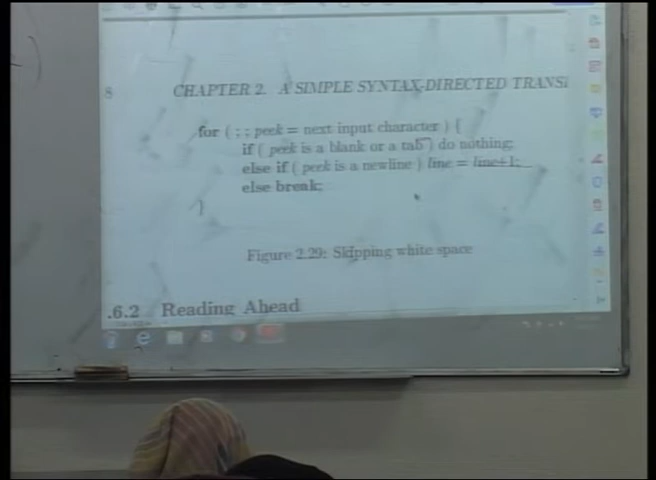 8 CHAPTER 2. A SIMPLE SYNTAX-DIRECTED TRANSL
for ( ; ; peek = next input character ) {
if ( peek is a blank or a tab ) do nothing;
else if ( peek is a newline ) line = line+1;
else break;
}
Figure 2.29: Skipping white space
.6.2 Reading Ahead